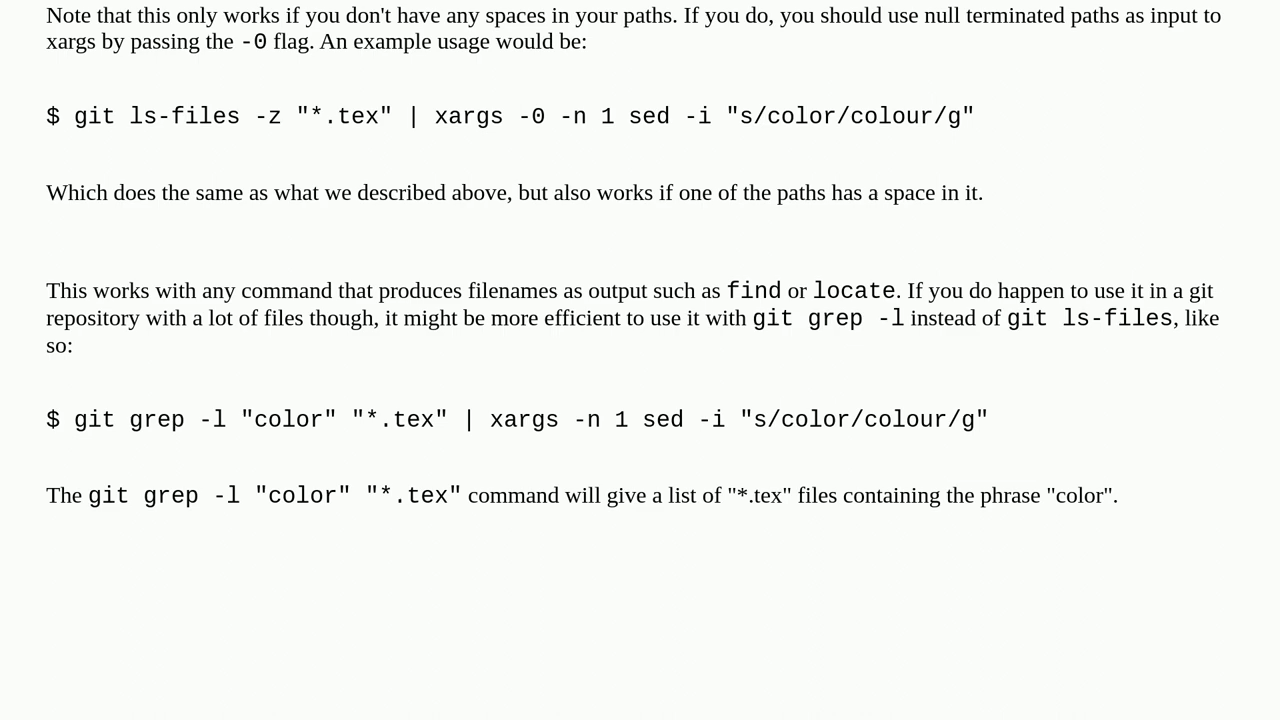 Note that this only works if you don't have any spaces in your paths. If you do, you should use null terminated paths as input to
xargs by passing the -0 flag. An example usage would be:
$ git ls-files -z "*.tex" | xargs -0 -n 1 sed -i "s/color/colour/g"
Which does the same as what we described above, but also works if one of the paths has a space in it.
This works with any command that produces filenames as output such as find or locate. If you do happen to use it in a git
repository with a lot of files though, it might be more efficient to use it with git grep -l instead of git ls-files, like
so:
$ git grep -l "color" "*.tex" | xargs -n 1 sed -i "s/color/colour/g"
The git grep -l "color" "*.tex" command will give a list of "*.tex" files containing the phrase "color".